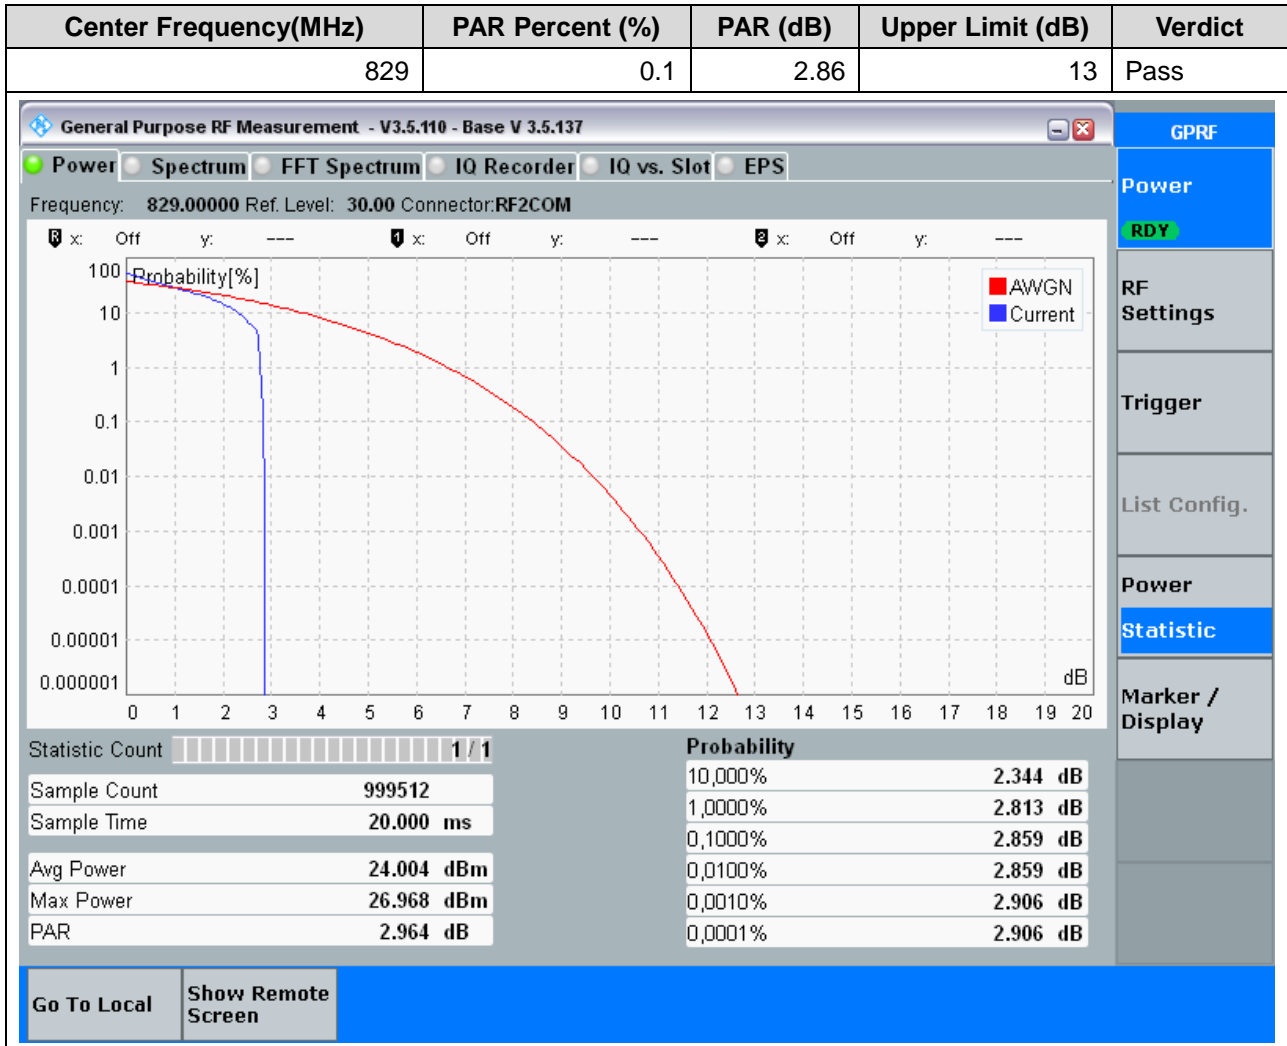 Center Frequency(MHz) PAR Percent (%) PAR (dB) Upper Limit (dB) Verdict
829 0.1 2.86 13 Pass
General Purpose RF Measurement - V3.5.110 - Base V 3.5.137
GPRF
Power Spectrum FFT Spectrum IQ Recorder IQ vs. Slot EPS
Power
RDY
Frequency: 829.00000 Ref. Level: 30.00 Connector:RF2COM
R x: Off y: --- 1 x: Off y: --- 2 x: Off y: ---
Probability[%]
AWGN
Current
100
10
1
0.1
0.01
0.001
0.0001
0.00001
0.000001
dB
0 1 2 3 4 5 6 7 8 9 10 11 12 13 14 15 16 17 18 19 20
RF
Settings
Trigger
List Config.
Power
Statistic
Marker /
Display
Statistic Count 1 / 1
Sample Count 999512
Sample Time 20.000 ms
Avg Power 24.004 dBm
Max Power 26.968 dBm
PAR 2.964 dB
Probability
10,000% 2.344 dB
1,0000% 2.813 dB
0,1000% 2.859 dB
0,0100% 2.859 dB
0,0010% 2.906 dB
0,0001% 2.906 dB
Go To Local
Show Remote
Screen